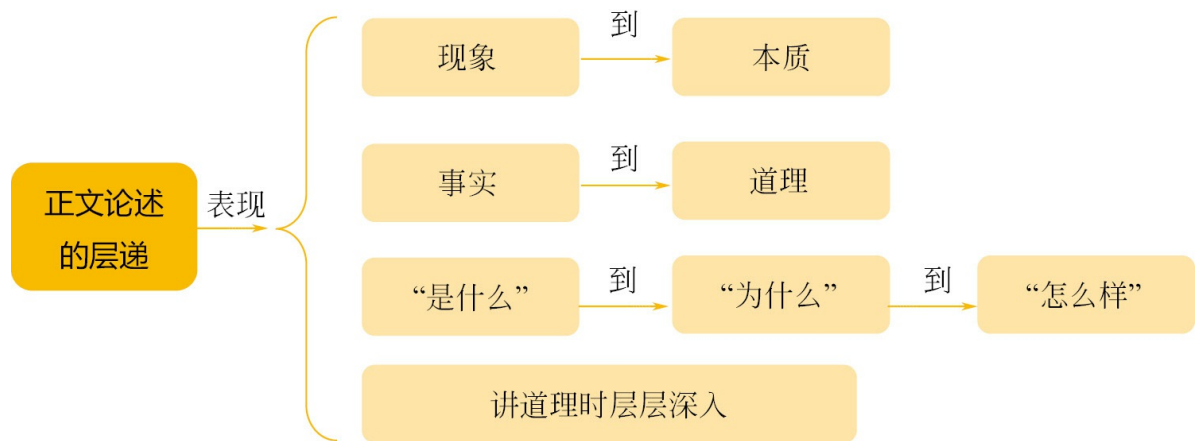 正文论述
的层递
表现
现象
到
本质
事实
到
道理
“是什么”
到
“为什么”
到
“怎么样”
讲道理时层层深入